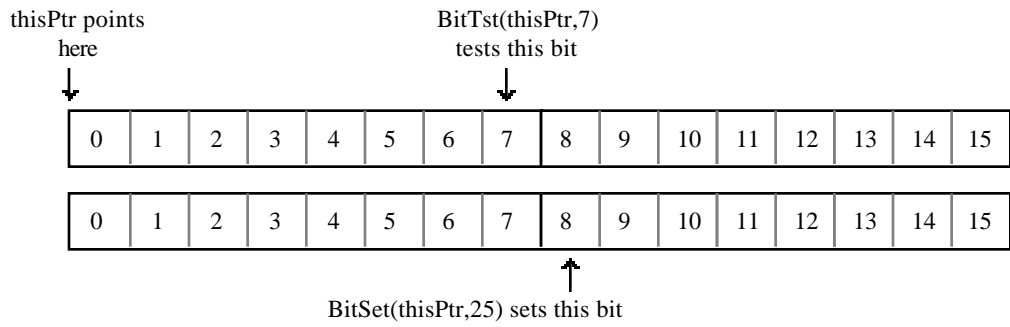 thisPtr points
here
BitTst(thisPtr,7)
tests this bit
0 1 2 3 4 5 6 7 8 9 10 11 12 13 14 15
0 1 2 3 4 5 6 7 8 9 10 11 12 13 14 15
BitSet(thisPtr,25) sets this bit